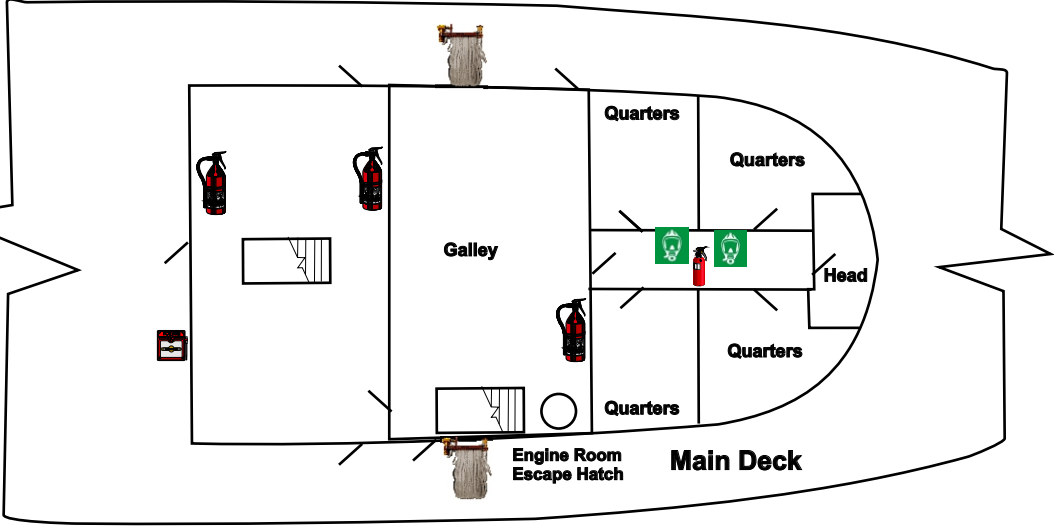 Quarters
Quarters
Galley
Head
Quarters
Quarters
Engine Room
Escape Hatch
Main Deck